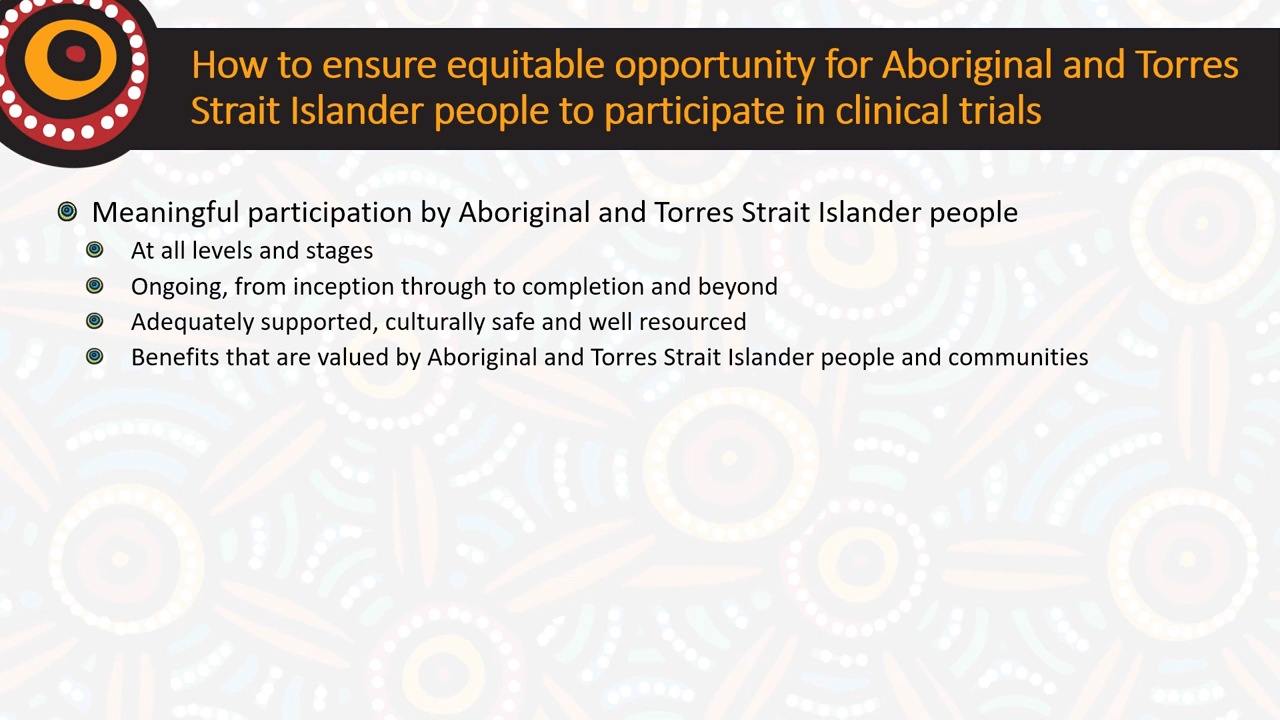 How to ensure equitable opportunity for Aboriginal and Torres
Strait Islander people to participate in clinical trials
Meaningful participation by Aboriginal and Torres Strait Islander people
At all levels and stages
Ongoing, from inception through to completion and beyond
Adequately supported, culturally safe and well resourced
Benefits that are valued by Aboriginal and Torres Strait Islander people and communities